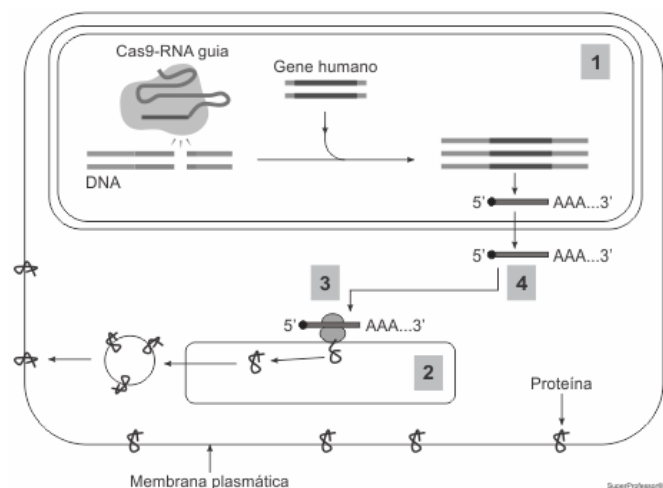 Cas9-RNA guia
Gene humano
1
DNA
5' AAA...3'
5' AAA...3'
3
4
5' AAA...3'
2
Proteína
Membrana plasmática
SuperProfessor®